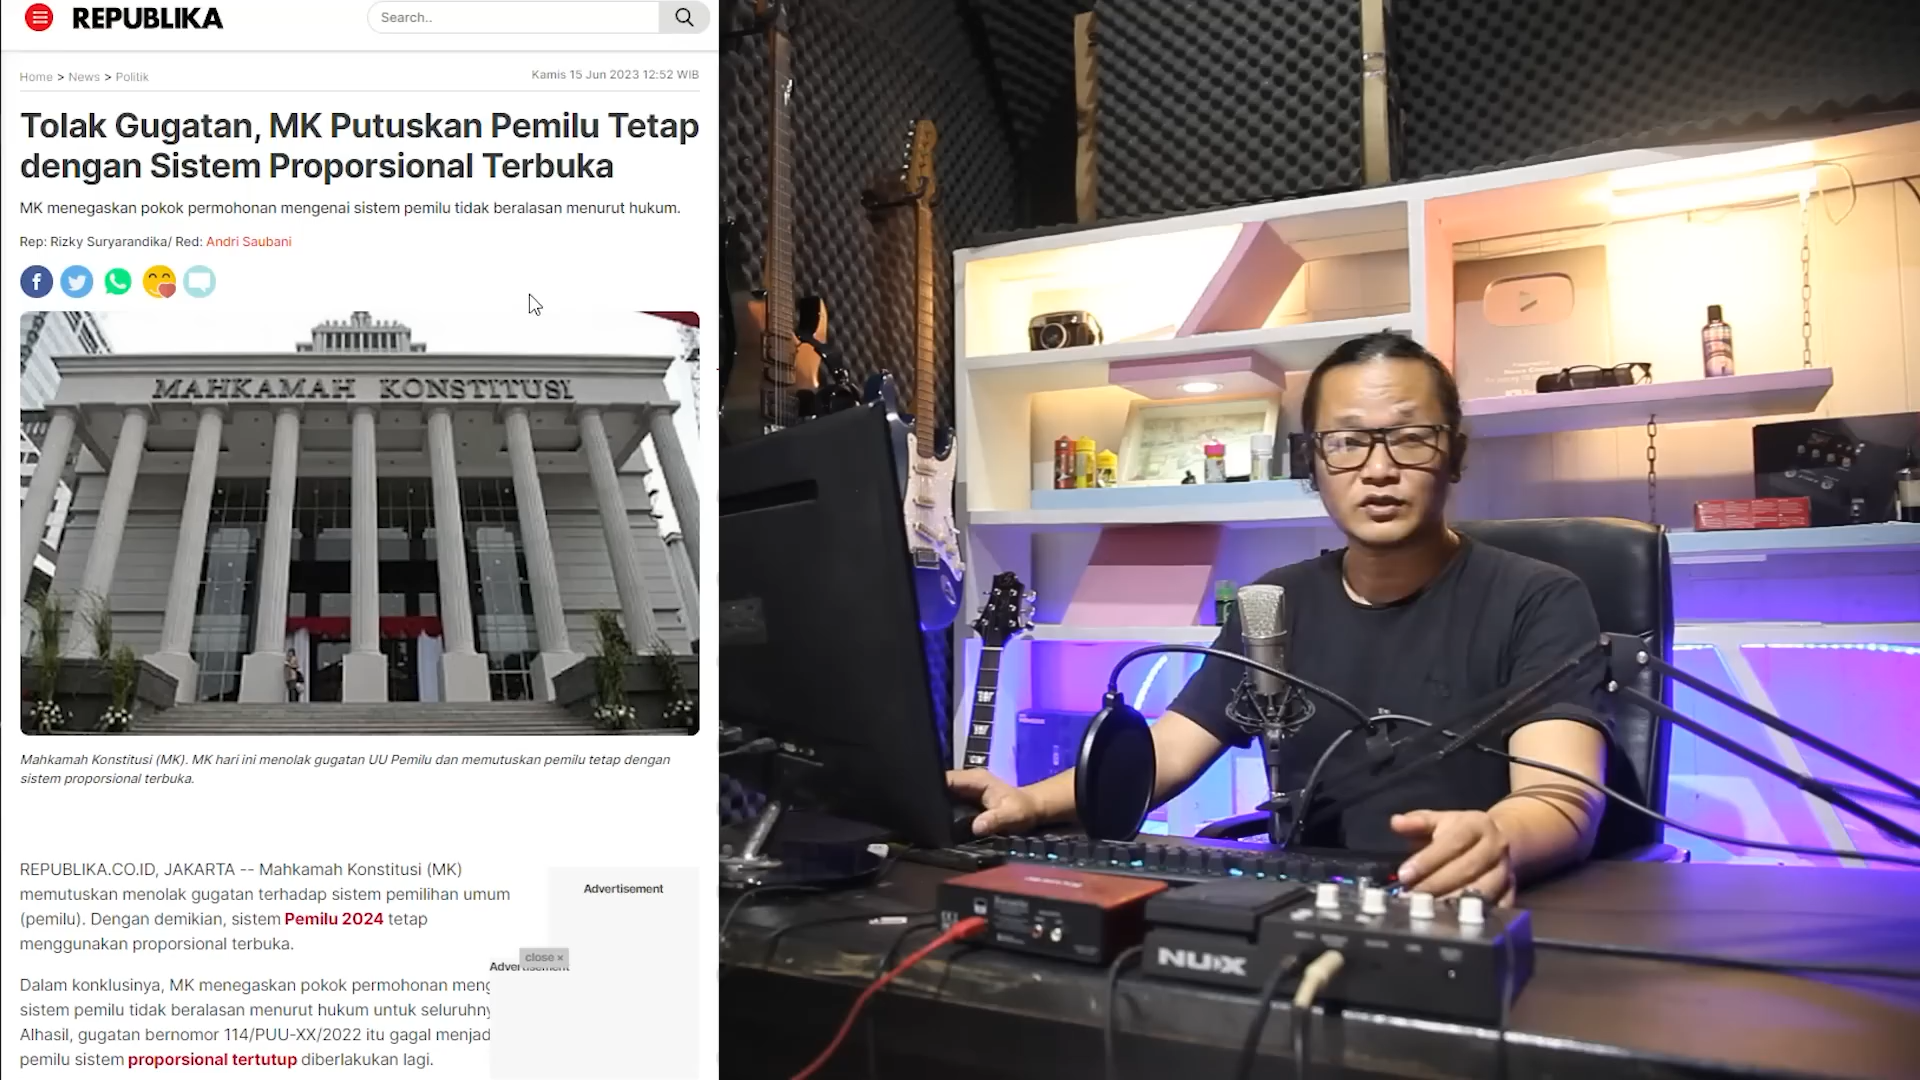 REPUBLIKA
Search..
Home > News > Politik
Kamis 15 Jun 2023 12:52 WIB
Tolak Gugatan, MK Putuskan Pemilu Tetap
dengan Sistem Proporsional Terbuka
MK menegaskan pokok permohonan mengenai sistem pemilu tidak beralasan menurut hukum.
Rep: Rizky Suryarandika/ Red: Andri Saubani
MAHKAMAH KONSTITUSI
Mahkamah Konstitusi (MK). MK hari ini menolak gugatan UU Pemilu dan memutuskan pemilu tetap dengan
sistem proporsional terbuka.
REPUBLIKA.CO.ID, JAKARTA -- Mahkamah Konstitusi (MK)
memutuskan menolak gugatan terhadap sistem pemilihan umum
(pemilu). Dengan demikian, sistem Pemilu 2024 tetap
menggunakan proporsional terbuka.
Advertisement
close ×
Advertisement
Dalam konklusinya, MK menegaskan pokok permohonan meng
sistem pemilu tidak beralasan menurut hukum untuk seluruhny
Alhasil, gugatan bernomor 114/PUU-XX/2022 itu gagal menjad
pemilu sistem proporsional tertutup diberlakukan lagi.
NUX